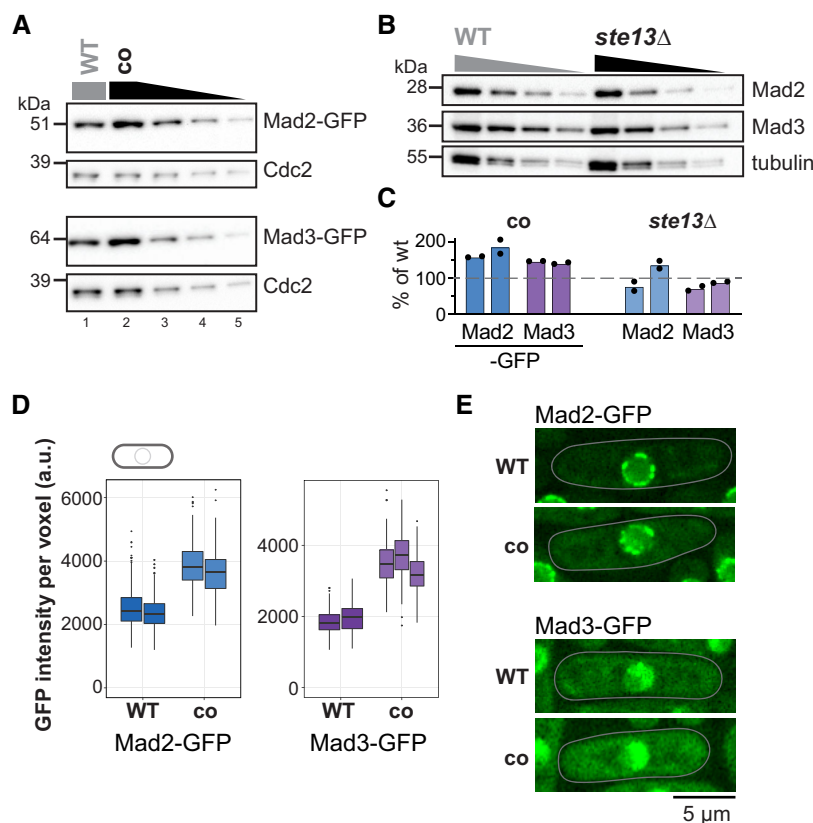 A
WT
co
kDa
51
Mad2-GFP
39
Cdc2
64
Mad3-GFP
39
Cdc2
1 2 3 4 5
B
WT ste13Δ
kDa
28
Mad2
36
Mad3
55
tubulin
C
co ste13Δ
% of wt
200
100
0
Mad2 Mad3 Mad2 Mad3
-GFP
D
GFP intensity per voxel (a.u.)
6000
4000
2000
0
WT co
Mad2-GFP
4000
2000
0
WT co
Mad3-GFP
E
Mad2-GFP
WT
co
Mad3-GFP
WT
co
5 µm